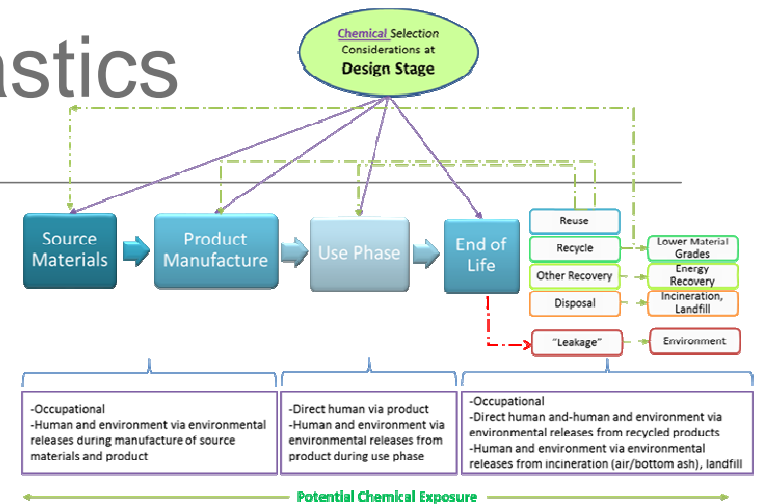 astics
Chemical Selection
Considerations at
Design Stage
Source
Materials
Product
Manufacture
Use Phase
End of
Life
Reuse
Recycle
Other Recovery
Disposal
"Leakage"
Lower Material
Grades
Energy
Recovery
Incineration,
Landfill
Environment
-Occupational
-Human and environment via environmental
releases during manufacture of source
materials and product
-Direct human via product
-Human and environment via
environmental releases from
product during use phase
-Occupational
-Direct human and-human and environment via
environmental releases from recycled products
-Human and environment via environmental
releases from incineration (air/bottom ash), landfill
Potential Chemical Exposure